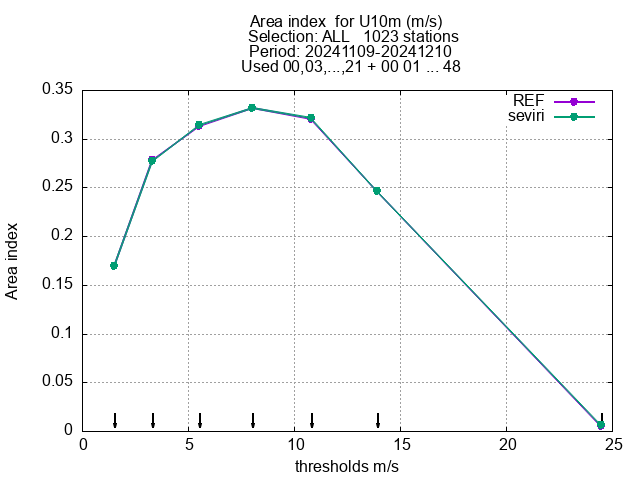 Area index  for U10m (m/s)
Selection: ALL   1023 stations
Period: 20241109-20241210
Used 00,03,...,21 + 00 01 ... 48
REF
seviri
0.35
0.3
0.25
0.2
0.15
0.1
0.05
0
Area index
0 5 10 15 20 25
thresholds m/s